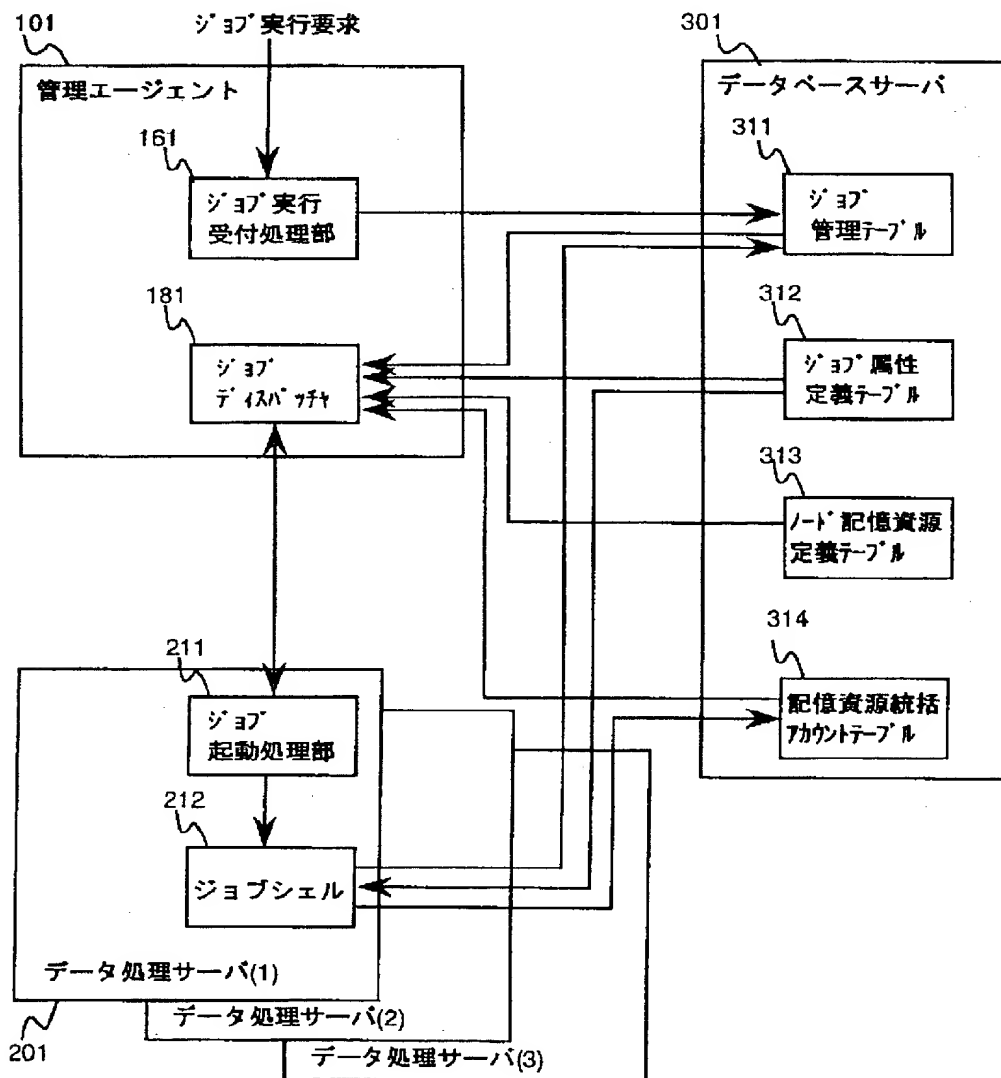 101
ジョブ実行要求
301
管理エージェント
データベースサーバ
161
ジョブ実行
受付処理部
311
ジョブ
管理テーブル
181
ジョブ
ディスパッチャ
312
ジョブ属性
定義テーブル
313
ノード記憶資源
定義テーブル
314
記憶資源統括
アカウントテーブル
211
ジョブ
起動処理部
212
ジョブシェル
データ処理サーバ(1)
データ処理サーバ(2)
データ処理サーバ(3)
201